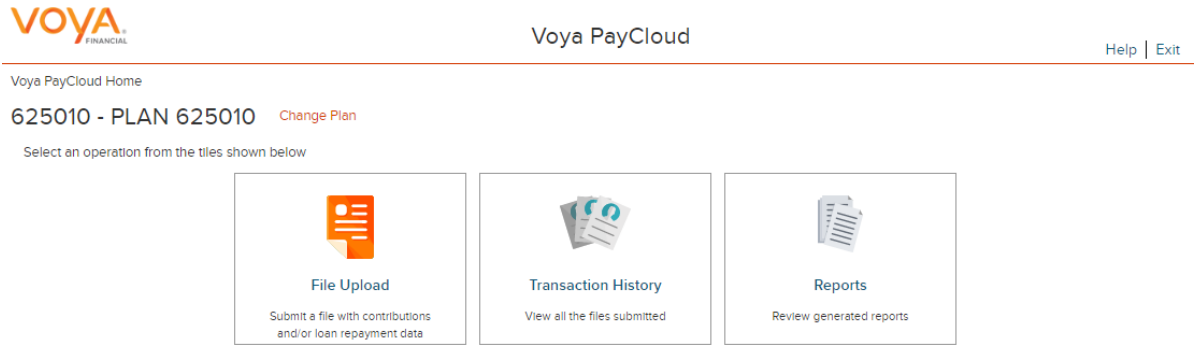 VOYA
FINANCIAL
Voya PayCloud
Help | Exit
Voya PayCloud Home
625010 - PLAN 625010 Change Plan
Select an operation from the tiles shown below
File Upload
Submit a file with contributions
and/or loan repayment data
Transaction History
View all the files submitted
Reports
Review generated reports